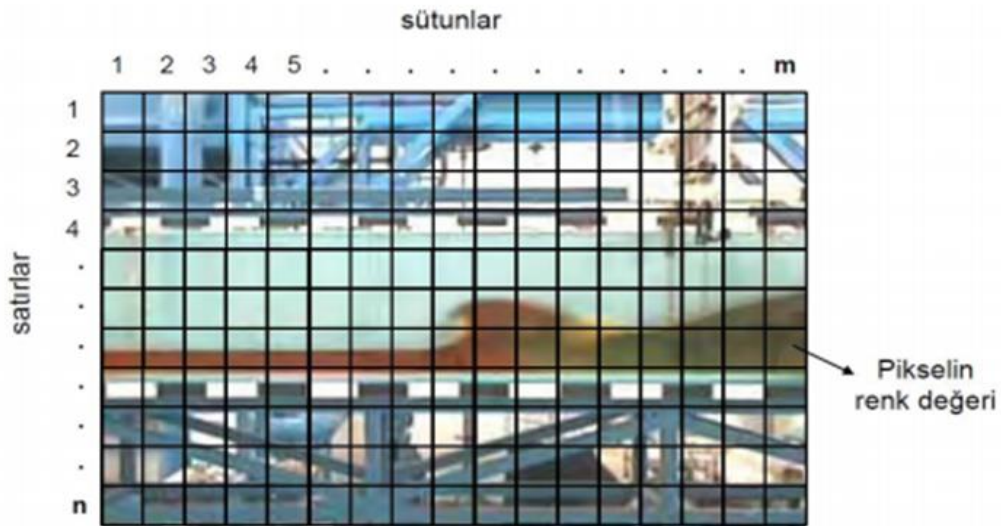 sütunlar
1 2 3 4 5 . . . . . . . . . . . m
1
2
3
4
.
.
.
.
.
.
n
satırlar
Pikselin
renk değeri